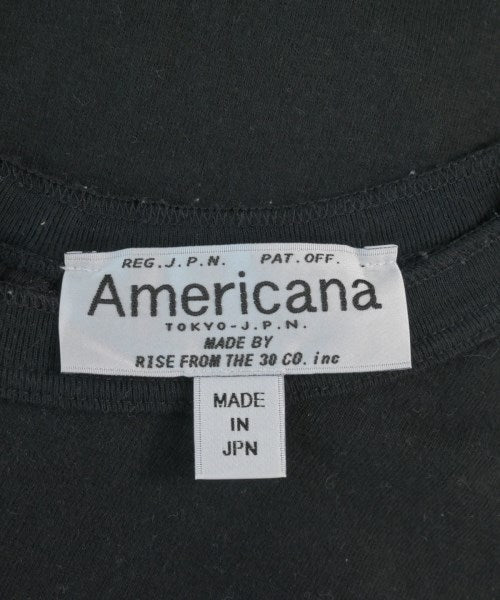 REG.J.P.N. PAT.OFF.
Americana
TOKYO-J.P.N.
MADE BY
RISE FROM THE 30 CO. inc
MADE
IN
JPN